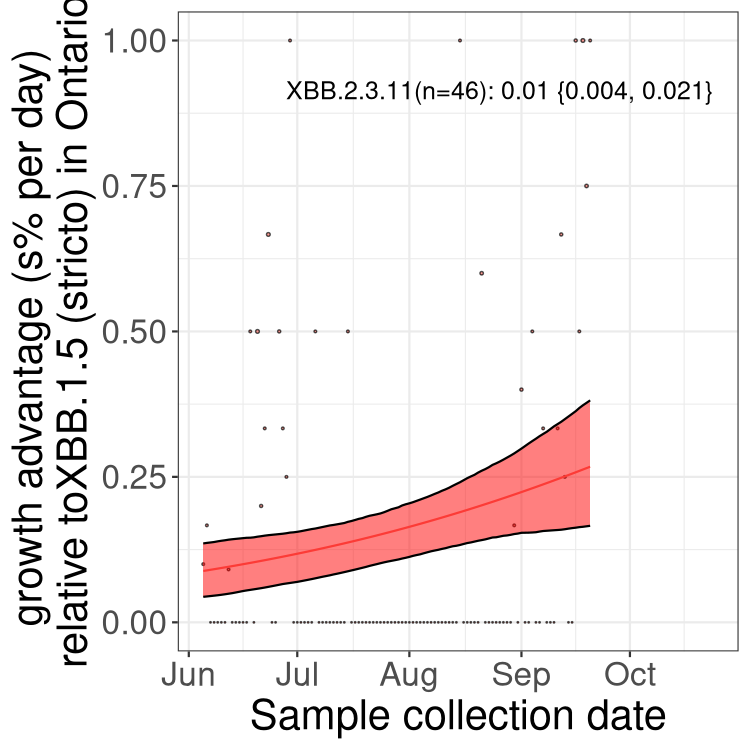 growth advantage (s% per day)
relative toXBB.1.5 (stricto) in Ontario
1.00
0.75
0.50
0.25
0.00
XBB.2.3.11(n=46): 0.01 {0.004, 0.021}
Jun Jul Aug Sep Oct
Sample collection date